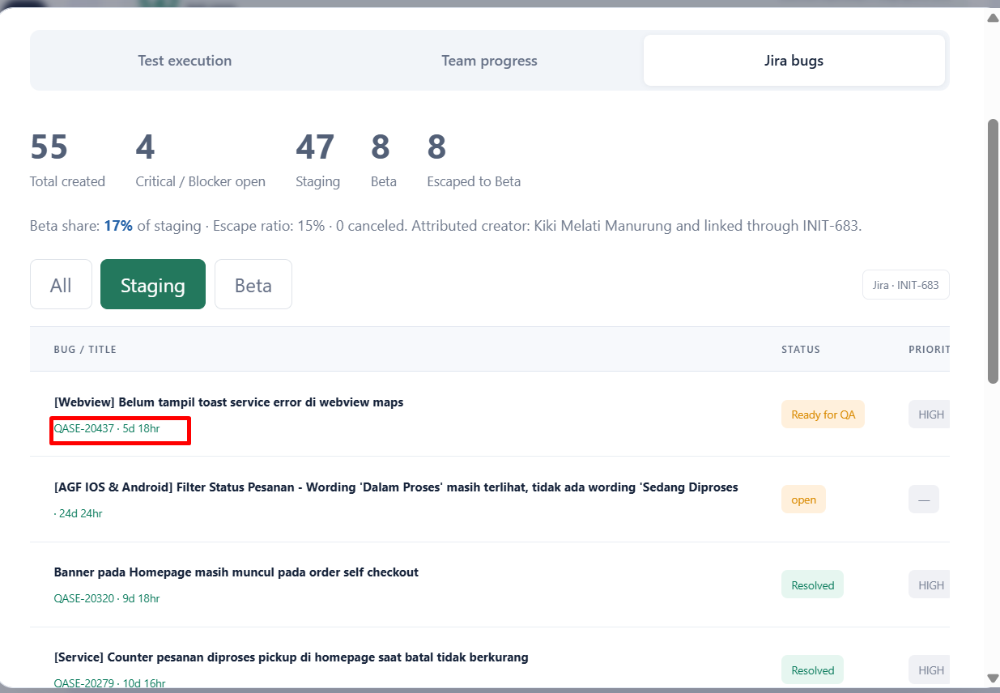 Test execution
Team progress
Jira bugs
55
4
47
8
8
Total created
Critical / Blocker open
Staging
Beta
Escaped to Beta
Beta share: 17% of staging · Escape ratio: 15% · 0 canceled. Attributed creator: Kiki Melati Manurung and linked through INIT-683.
All
Staging
Beta
Jira · INIT-683
BUG / TITLE
STATUS
PRIORIT
[Webview] Belum tampil toast service error di webview maps
QASE-20437 · 5d 18hr
Ready for QA
HIGH
[AGF IOS & Android] Filter Status Pesanan - Wording 'Dalam Proses' masih terlihat, tidak ada wording 'Sedang Diproses
· 24d 24hr
open
—
Banner pada Homepage masih muncul pada order self checkout
QASE-20320 · 9d 18hr
Resolved
HIGH
[Service] Counter pesanan diproses pickup di homepage saat batal tidak berkurang
QASE-20279 · 10d 16hr
Resolved
HIGH